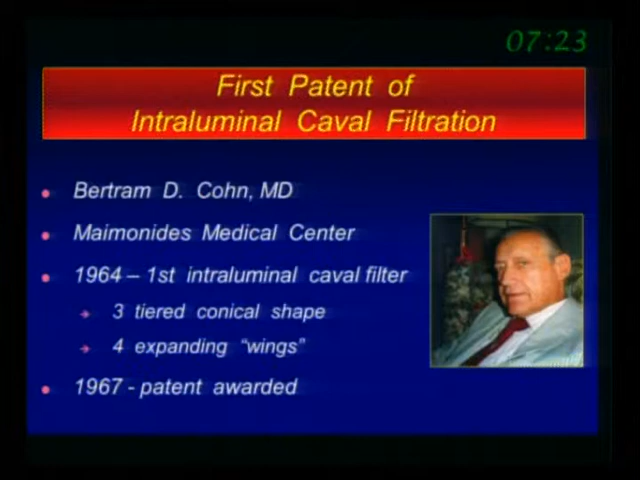 07:23
First Patent of
Intraluminal Caval Filtration
Bertram D. Cohn, MD
Maimonides Medical Center
1964 – 1st intraluminal caval filter
3 tiered conical shape
4 expanding “wings”
1967 - patent awarded